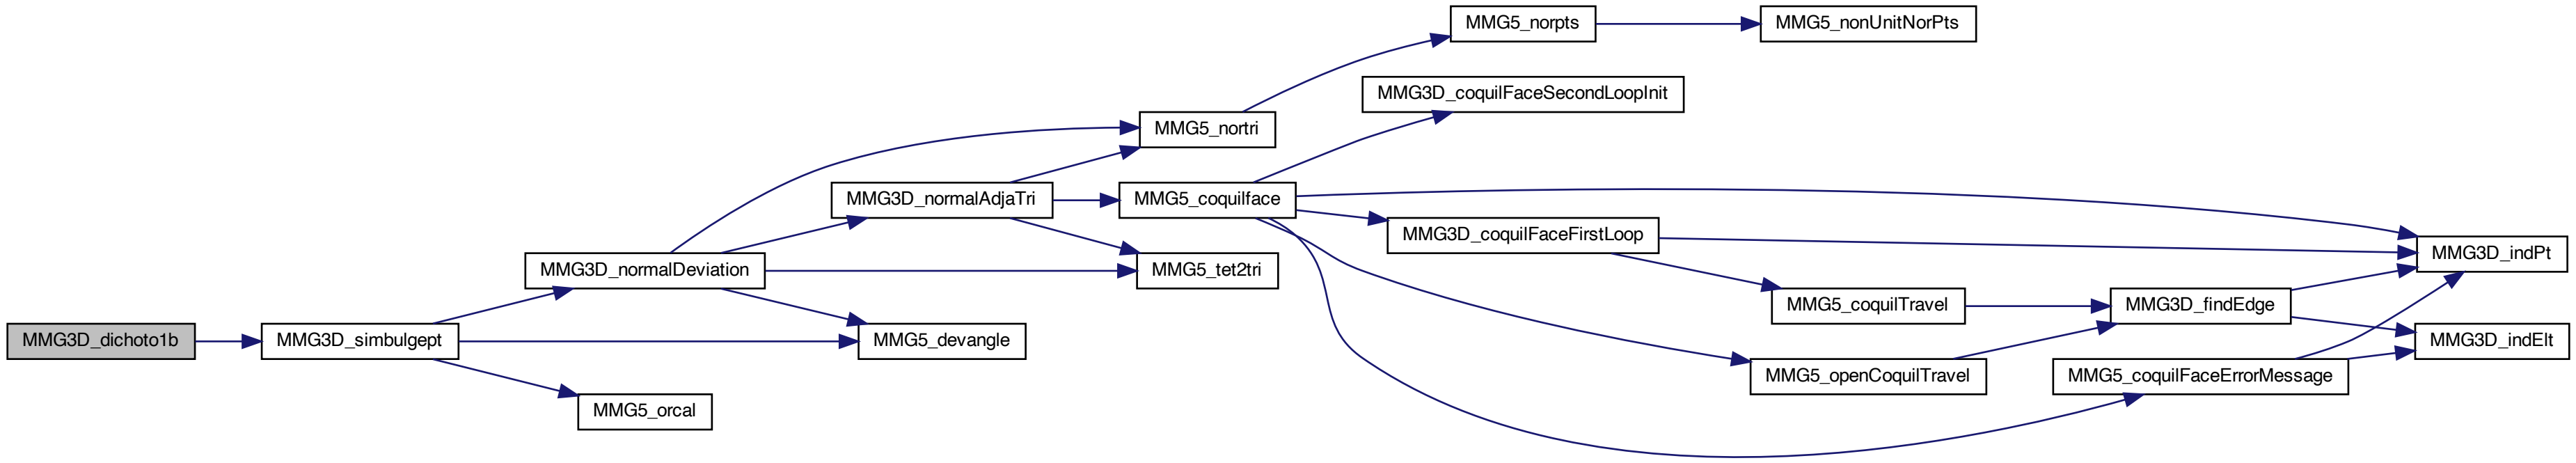 MMG5_norpts
MMG5_nonUnitNorPts
MMG3D_coquilFaceSecondLoopInit
MMG5_nortri
MMG3D_normalAdjaTri
MMG5_coquilface
MMG3D_coquilFaceFirstLoop
MMG3D_indPt
MMG3D_normalDeviation
MMG5_tet2tri
MMG5_coquilTravel
MMG3D_findEdge
MMG3D_dichoto1b
MMG3D_simbulgept
MMG5_devangle
MMG3D_indElt
MMG5_openCoquilTravel
MMG5_coquilFaceErrorMessage
MMG5_orcal